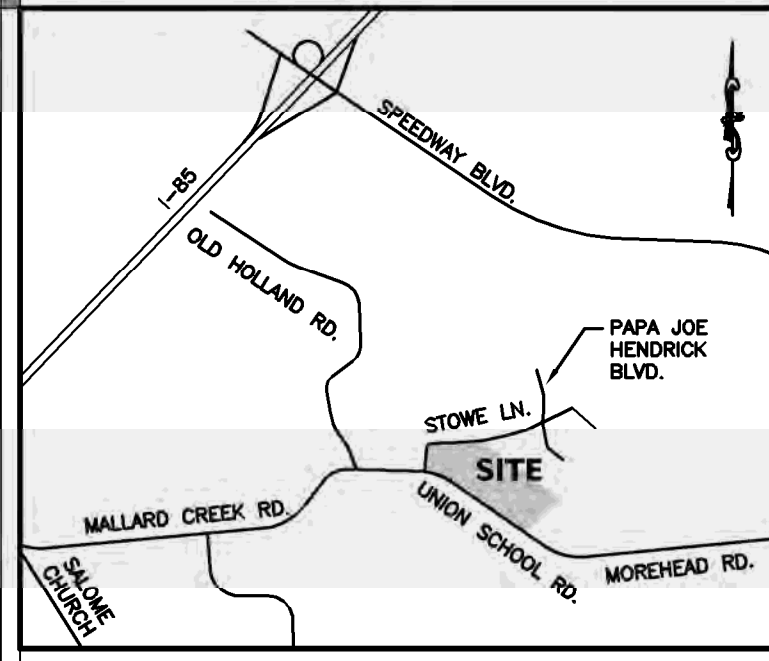 SPEEDWAY BLVD.
I-85
OLD HOLLAND RD.
PAPA JOE
HENDRICK
BLVD.
STOWE LN.
SITE
MALLARD CREEK RD.
UNION SCHOOL RD.
MOREHEAD RD.
SALOME
CHURCH